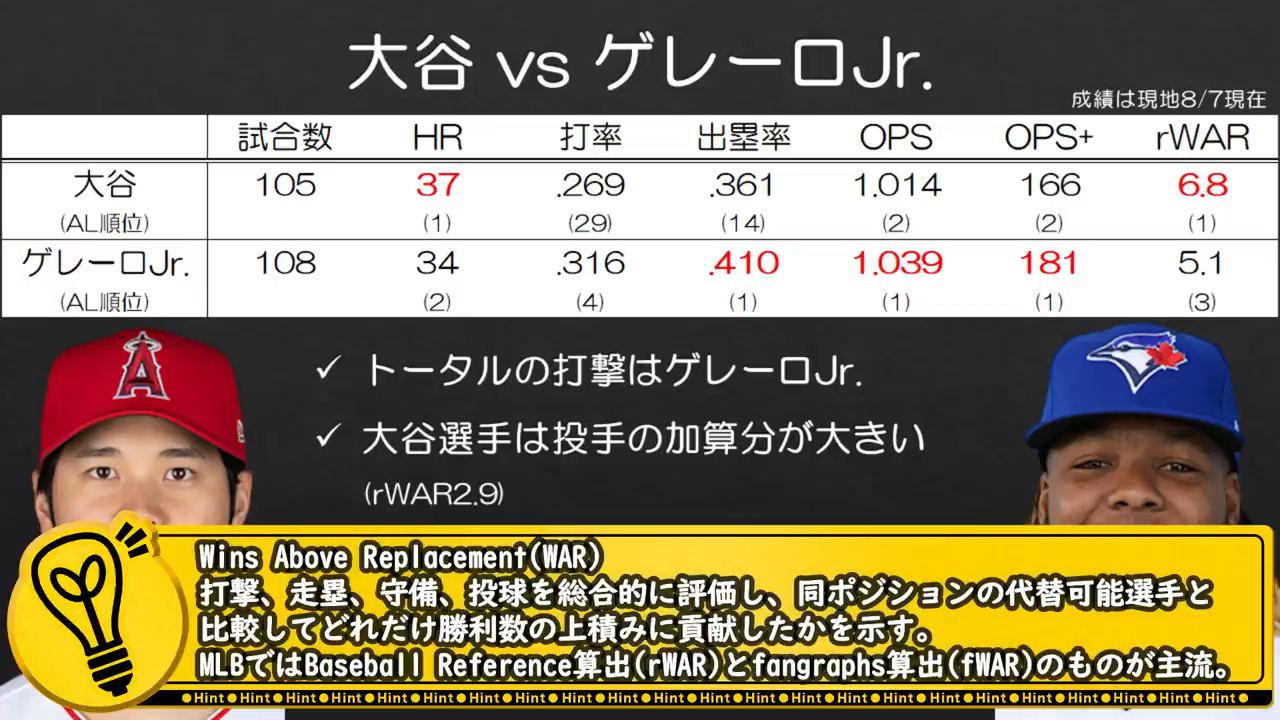 大谷 vs ゲレーロJr.
成績は現地8/7現在
試合数 HR 打率 出塁率 OPS OPS+ rWAR
大谷 105 37 .269 .361 1.014 166 6.8
(AL順位) (1) (29) (14) (2) (2) (1)
ゲレーロJr. 108 34 .316 .410 1.039 181 5.1
(AL順位) (2) (4) (1) (1) (1) (3)
✓ トータルの打撃はゲレーロJr.
✓ 大谷選手は投手の加算分が大きい
(rWAR2.9)
A
Wins Above Replacement(WAR)
打撃、走塁、守備、投球を総合的に評価し、同ポジションの代替可能選手と
比較してどれだけ勝利数の上積みに貢献したかを示す。
MLBではBaseball Reference算出(rWAR)とfangraphs算出(fWAR)のものが主流。
●Hint●Hint●Hint●Hint●Hint●Hint●Hint●Hint●Hint●Hint●Hint●Hint●Hint●Hint●Hint●Hint●Hint●Hint●Hint●Hint●Hint●Hint●Hint●